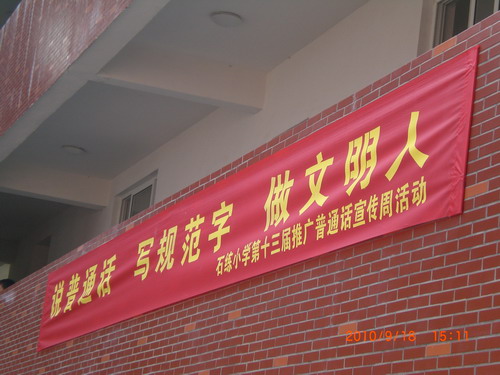 说普通话 写规范字 做文明人
石练小学第十三届推广普通话宣传周活动
2010/9/18 15:11